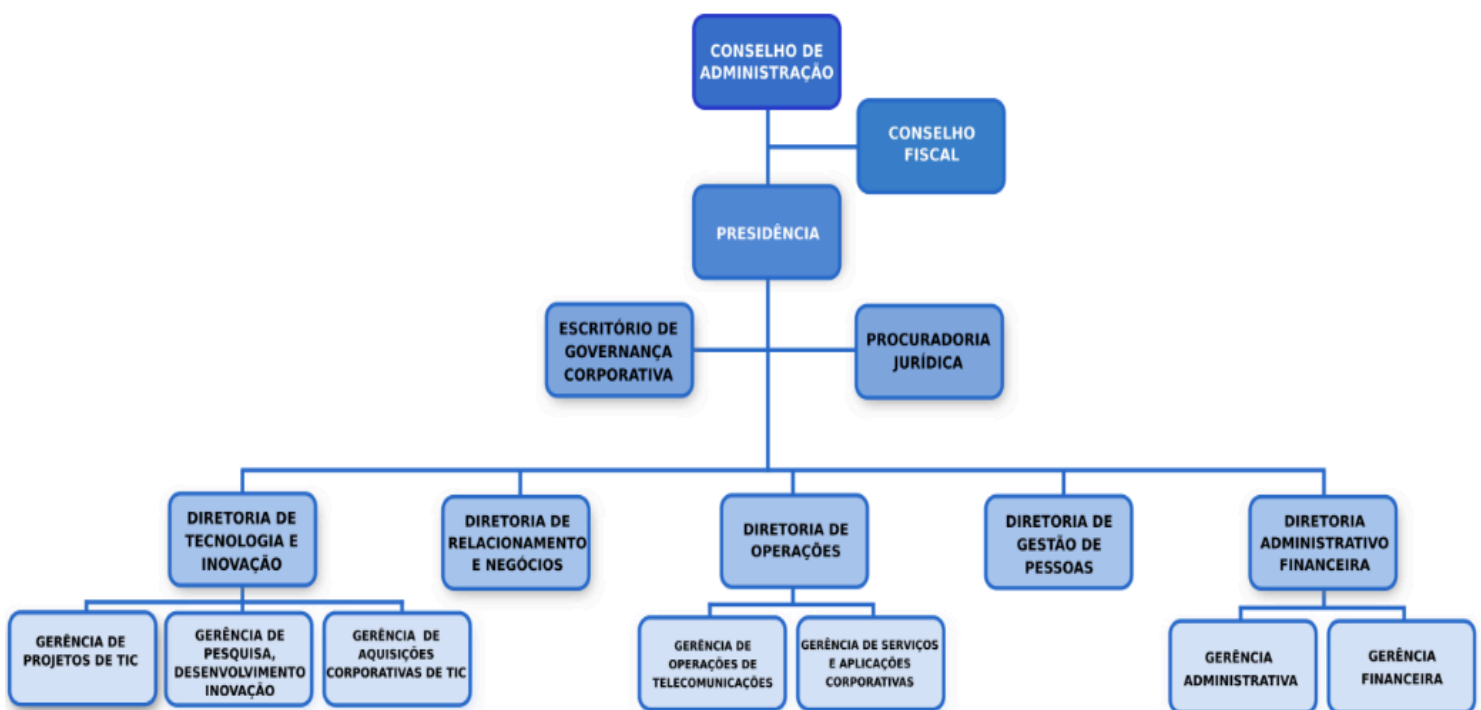 CONSELHO DE
ADMINISTRAÇÃO
CONSELHO
FISCAL
PRESIDÊNCIA
ESCRITÓRIO DE
GOVERNANÇA
CORPORATIVA
PROCURADORIA
JURÍDICA
DIRETORIA DE
TECNOLOGIA E
INOVAÇÃO
DIRETORIA DE
RELACIONAMENTO
E NEGÓCIOS
DIRETORIA DE
OPERAÇÕES
DIRETORIA DE
GESTÃO DE
PESSOAS
DIRETORIA
ADMINISTRATIVO
FINANCEIRA
GERÊNCIA DE
PROJETOS DE TIC
GERÊNCIA DE
PESQUISA,
DESENVOLVIMENTO
INOVAÇÃO
GERÊNCIA DE
AQUISIÇÕES
CORPORATIVAS DE TIC
GERÊNCIA DE
OPERAÇÕES DE
TELECOMUNICAÇÕES
GERÊNCIA DE SERVIÇOS
E APLICAÇÕES
CORPORATIVAS
GERÊNCIA
ADMINISTRATIVA
GERÊNCIA
FINANCEIRA